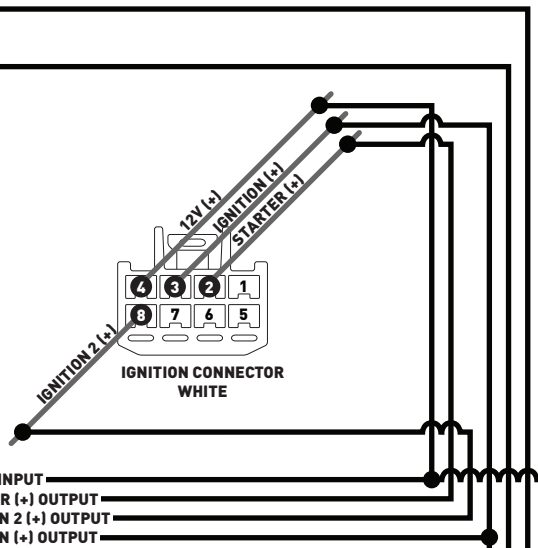 12V (+)
IGNITION (+)
STARTER (+)
4 3 2 1
8 7 6 5
IGNITION 2 (+)
IGNITION CONNECTOR
WHITE
INPUT
R (+) OUTPUT
N 2 (+) OUTPUT
N (+) OUTPUT